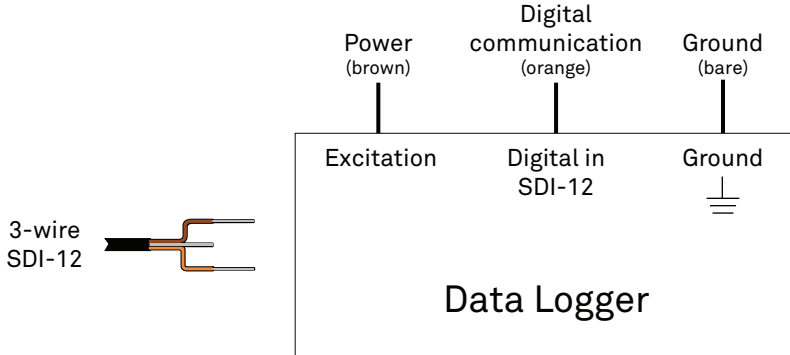 Power
(brown)
Digital
communication
(orange)
Ground
(bare)
Excitation
Digital in
SDI-12
Ground
3-wire
SDI-12
Data Logger